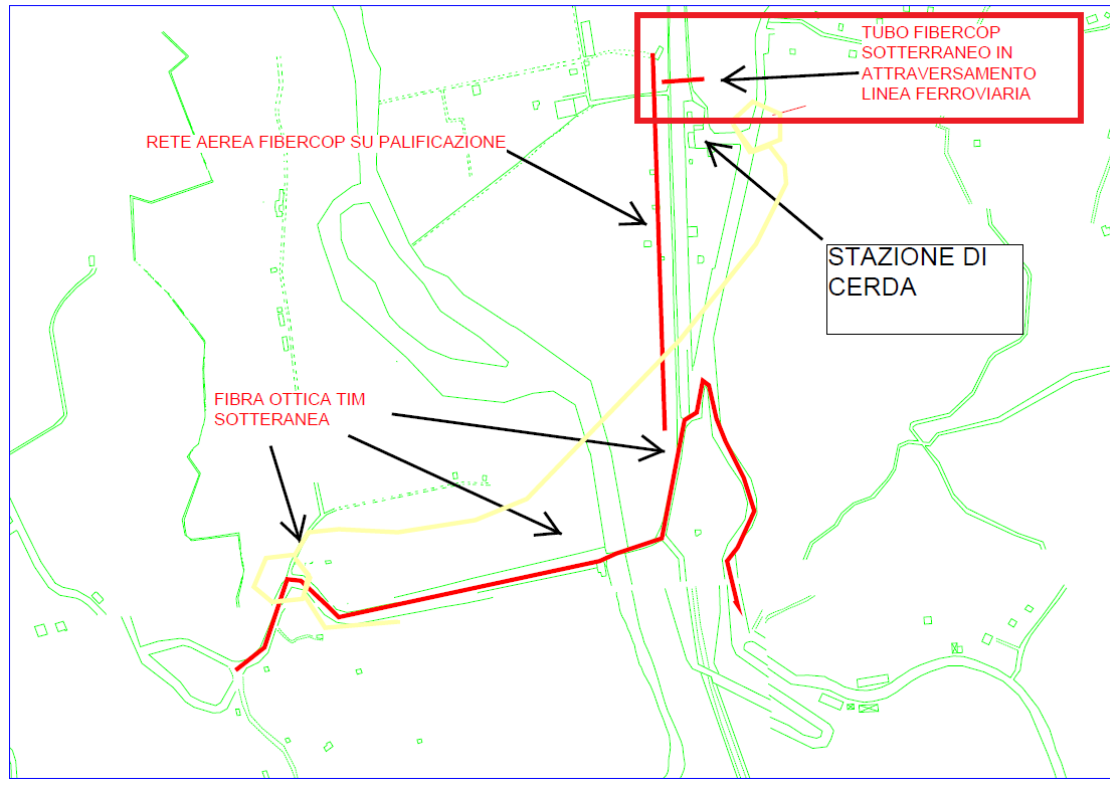 TUBO FIBERCOP
SOTTERRANEO IN
ATTRAVERSAMENTO
LINEA FERROVIARIA
RETE AEREA FIBERCOP SU PALIFICAZIONE
STAZIONE DI
CERDA
FIBRA OTTICA TIM
SOTTERANEA